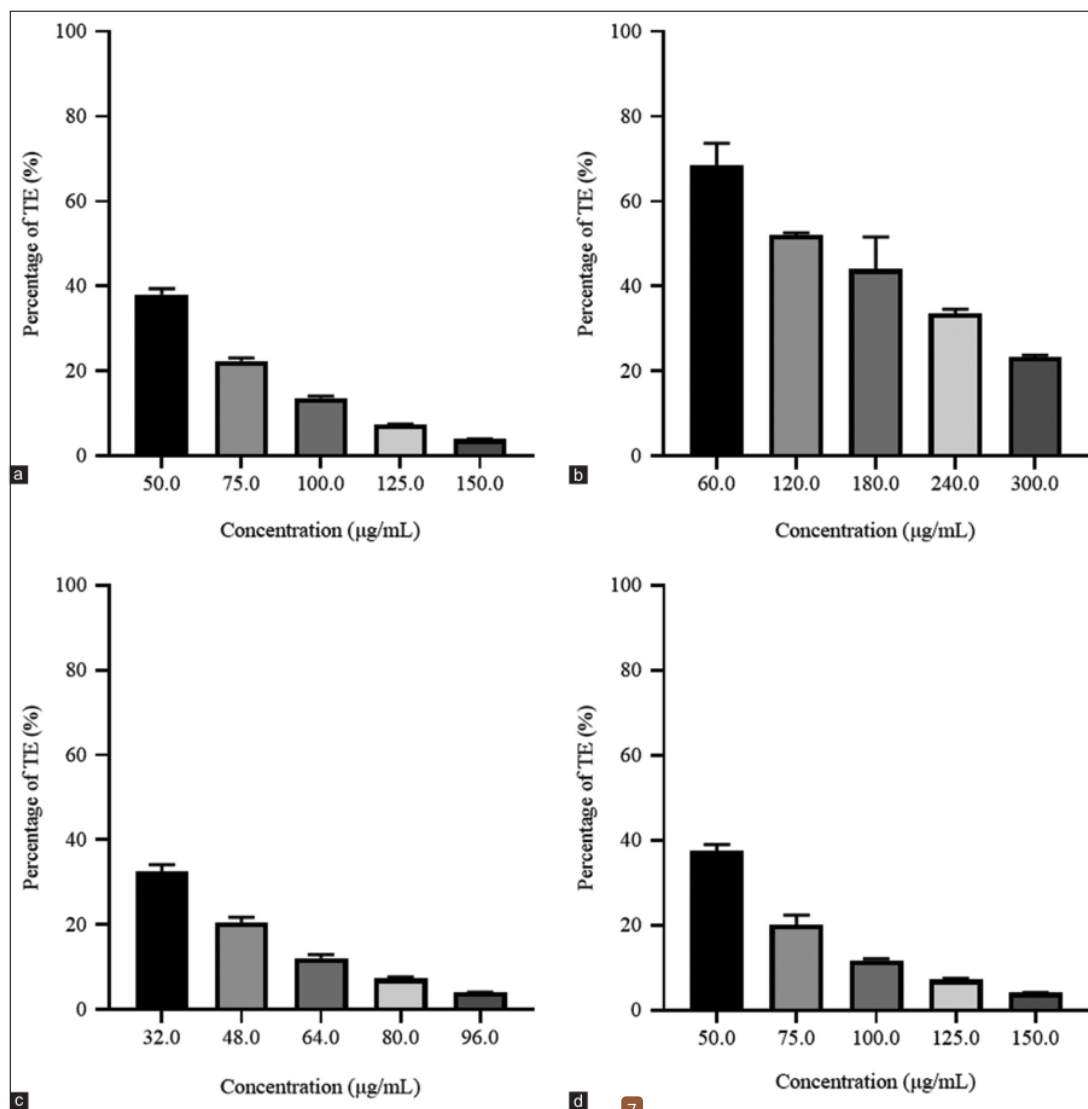 100
80
60
40
20
0
Percentage of TE (%)
50.0 75.0 100.0 125.0 150.0
Concentration (µg/mL)
a
100
80
60
40
20
0
Percentage of TE (%)
60.0 120.0 180.0 240.0 300.0
Concentration (µg/mL)
b
100
80
60
40
20
0
Percentage of TE (%)
32.0 48.0 64.0 80.0 96.0
Concentration (µg/mL)
c
100
80
60
40
20
0
Percentage of TE (%)
50.0 75.0 100.0 125.0 150.0
Concentration (µg/mL)
d
7